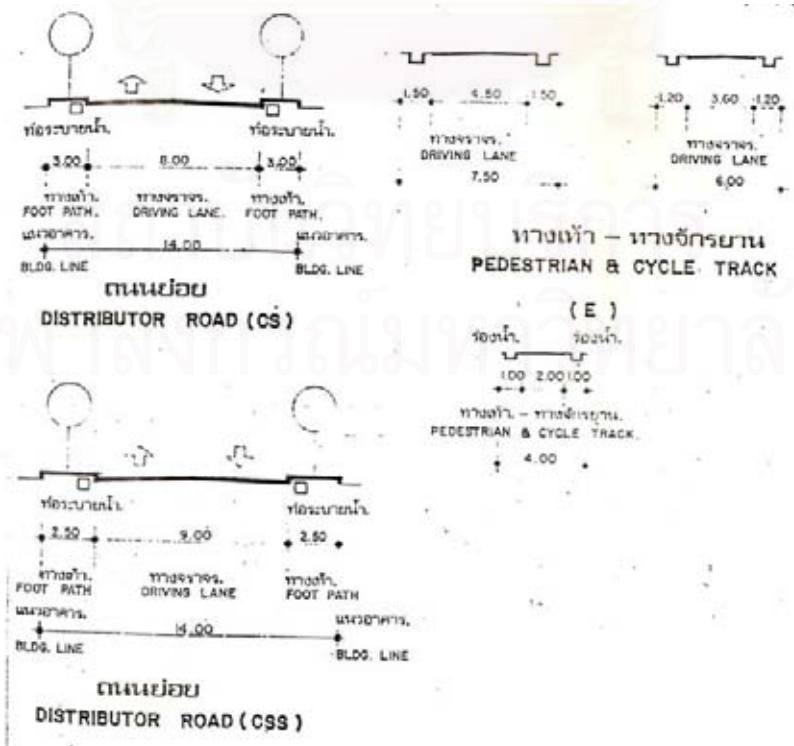 ท่อระบายน้ำ. ท่อระบายน้ำ.
3.00 8.00 3.00
ทางเท้า. ทางจราจร. ทางเท้า.
FOOT PATH. DRIVING LANE. FOOT PATH.
แนวอาคาร. 14.00 แนวอาคาร.
BLDG. LINE BLDG. LINE
ถนนย่อย
DISTRIBUTOR ROAD (CS)
1.50 4.50 1.50
ทางจราจร.
DRIVING LANE
7.50
1.20 3.60 1.20
ทางจราจร.
DRIVING LANE
6.00
ทางเท้า – ทางจักรยาน
PEDESTRIAN & CYCLE TRACK
(E)
ร่องน้ำ. ร่องน้ำ.
1.00 2.00 1.00
ทางเท้า. – ทางจักรยาน.
PEDESTRIAN & CYCLE TRACK.
4.00
ท่อระบายน้ำ. ท่อระบายน้ำ.
2.50 9.00 2.50
ทางเท้า. ทางจราจร. ทางเท้า.
FOOT PATH DRIVING LANE FOOT PATH
แนวอาคาร. 14.00 แนวอาคาร.
BLDG. LINE BLDG. LINE
ถนนย่อย
DISTRIBUTOR ROAD (CSS)